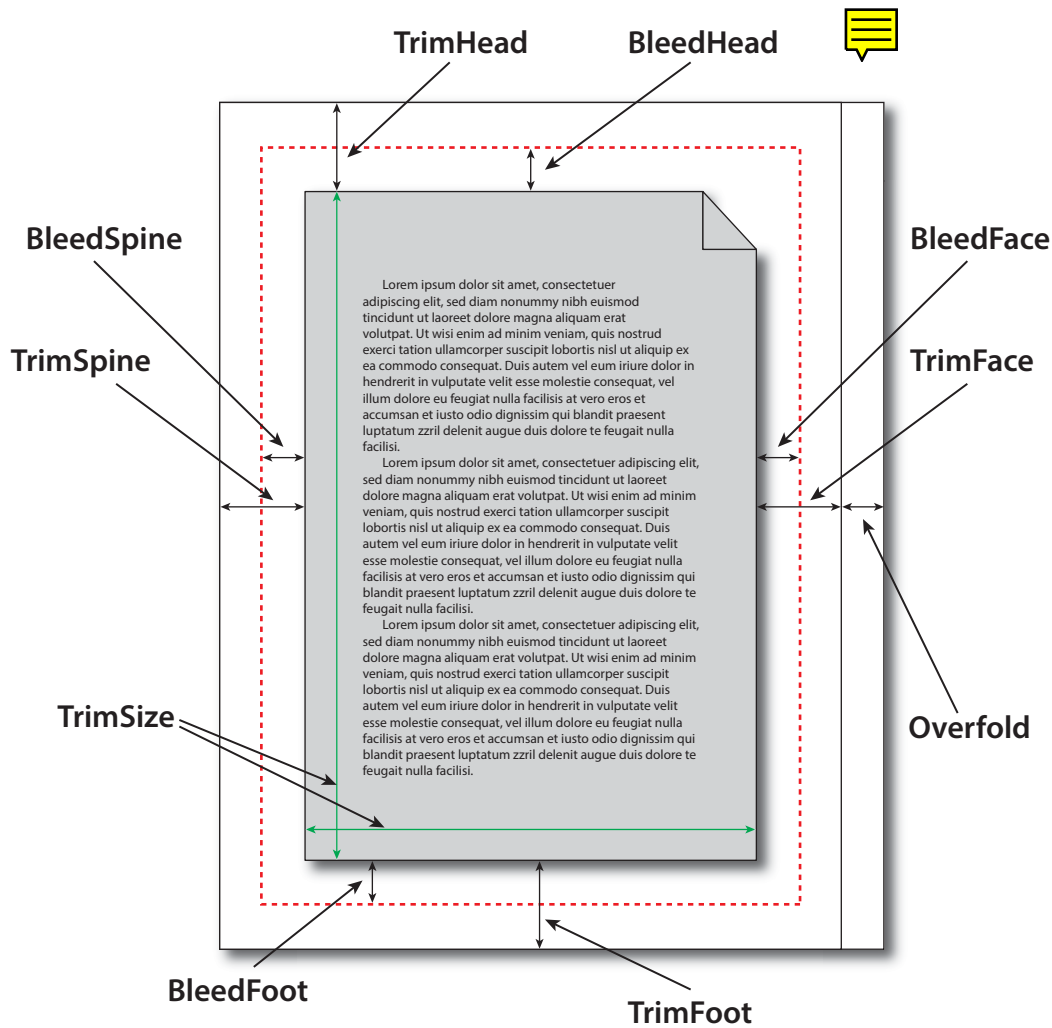 TrimHead
BleedHead
BleedSpine
BleedFace
TrimSpine
TrimFace
Lorem ipsum dolor sit amet, consectetuer
adipiscing elit, sed diam nonummy nibh euismod
tincidunt ut laoreet dolore magna aliquam erat
volutpat. Ut wisi enim ad minim veniam, quis nostrud
exerci tation ullamcorper suscipit lobortis nisl ut aliquip ex
ea commodo consequat. Duis autem vel eum iriure dolor in
hendrerit in vulputate velit esse molestie consequat, vel
illum dolore eu feugiat nulla facilisis at vero eros et
accumsan et iusto odio dignissim qui blandit praesent
luptatum zzril delenit augue duis dolore te feugait nulla
facilisi.
Lorem ipsum dolor sit amet, consectetuer adipiscing elit,
sed diam nonummy nibh euismod tincidunt ut laoreet
dolore magna aliquam erat volutpat. Ut wisi enim ad minim
veniam, quis nostrud exerci tation ullamcorper suscipit
lobortis nisl ut aliquip ex ea commodo consequat. Duis
autem vel eum iriure dolor in hendrerit in vulputate velit
esse molestie consequat, vel illum dolore eu feugiat nulla
facilisis at vero eros et accumsan et iusto odio dignissim qui
blandit praesent luptatum zzril delenit augue duis dolore te
feugait nulla facilisi.
Lorem ipsum dolor sit amet, consectetuer adipiscing elit,
sed diam nonummy nibh euismod tincidunt ut laoreet
dolore magna aliquam erat volutpat. Ut wisi enim ad minim
veniam, quis nostrud exerci tation ullamcorper suscipit
lobortis nisl ut aliquip ex ea commodo consequat. Duis
autem vel eum iriure dolor in hendrerit in vulputate velit
esse molestie consequat, vel illum dolore eu feugiat nulla
facilisis at vero eros et accumsan et iusto odio dignissim qui
blandit praesent luptatum zzril delenit augue duis dolore te
feugait nulla facilisi.
TrimSize
Overfold
BleedFoot
TrimFoot